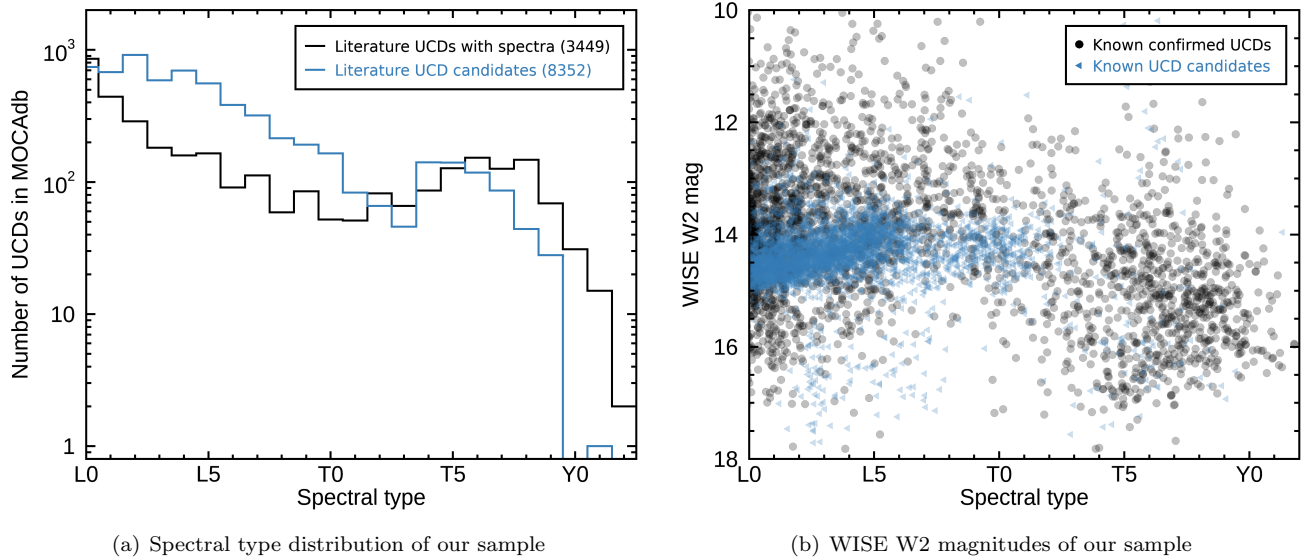 Number of UCDs in MOCAdb
10³
10²
10
1
Literature UCDs with spectra (3449)
Literature UCD candidates (8352)
L0
L5
T0
T5
Y0
Spectral type
(a) Spectral type distribution of our sample
WISE W2 mag
10
12
14
16
18
Known confirmed UCDs
Known UCD candidates
L0
L5
T0
T5
Y0
Spectral type
(b) WISE W2 magnitudes of our sample